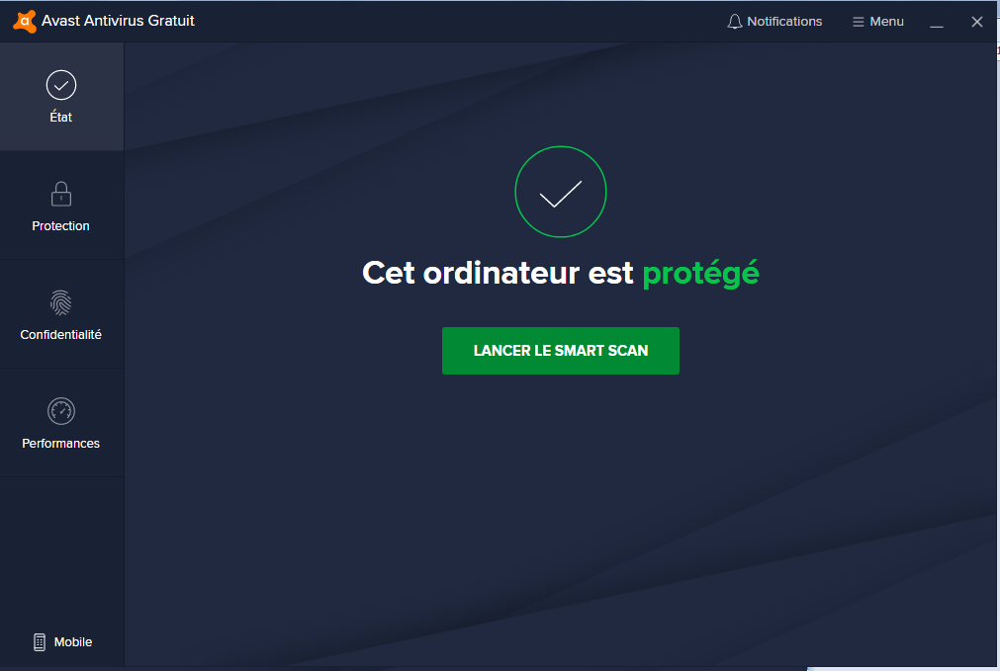 Avast Antivirus Gratuit
Notifications
Menu
État
Protection
Confidentialité
Performances
Mobile
Cet ordinateur est protégé
LANCER LE SMART SCAN